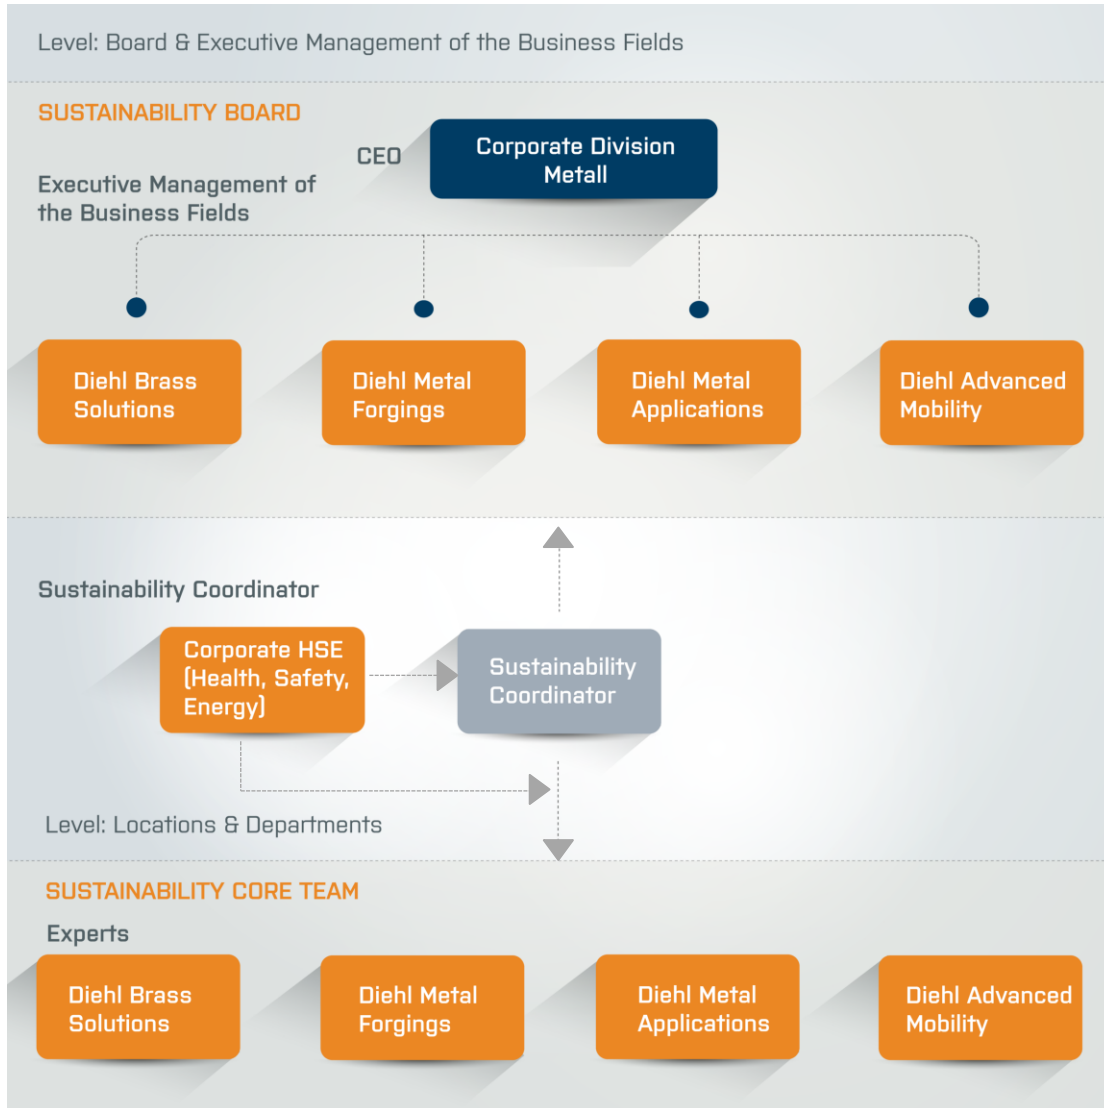 Level: Board & Executive Management of the Business Fields
SUSTAINABILITY BOARD
CEO
Corporate Division
Metall
Executive Management of
the Business Fields
Diehl Brass
Solutions
Diehl Metal
Forgings
Diehl Metal
Applications
Diehl Advanced
Mobility
Sustainability Coordinator
Corporate HSE
(Health, Safety,
Energy)
Sustainability
Coordinator
Level: Locations & Departments
SUSTAINABILITY CORE TEAM
Experts
Diehl Brass
Solutions
Diehl Metal
Forgings
Diehl Metal
Applications
Diehl Advanced
Mobility